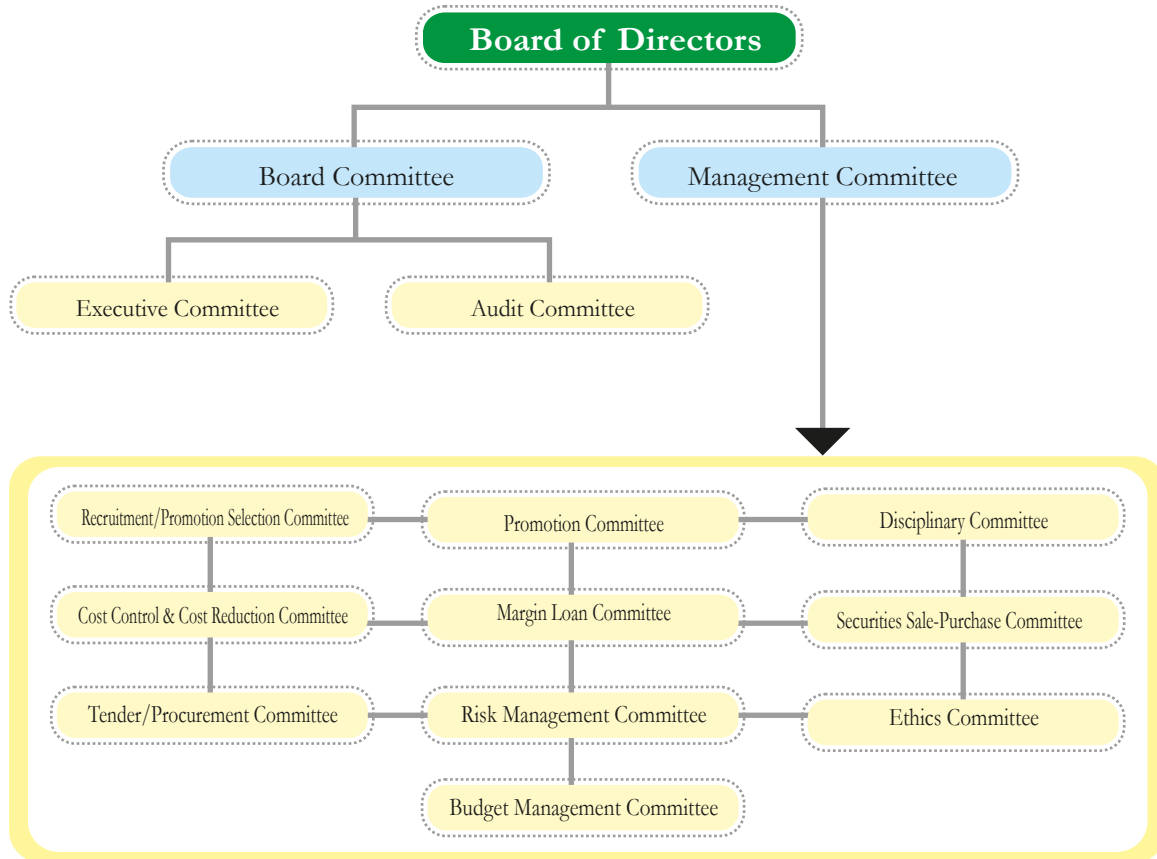 Board of Directors
Board Committee
Management Committee
Executive Committee
Audit Committee
Recruitment/Promotion Selection Committee
Promotion Committee
Disciplinary Committee
Cost Control & Cost Reduction Committee
Margin Loan Committee
Securities Sale-Purchase Committee
Tender/Procurement Committee
Risk Management Committee
Ethics Committee
Budget Management Committee